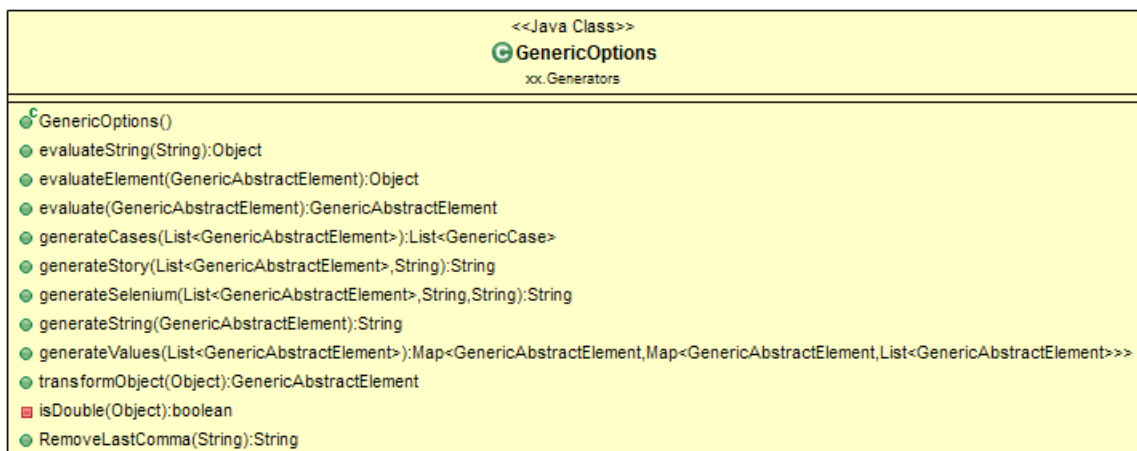 <<Java Class>>
C GenericOptions
xx.Generators
c GenericOptions()
evaluateString(String):Object
evaluateElement(GenericAbstractElement):Object
evaluate(GenericAbstractElement):GenericAbstractElement
generateCases(List<GenericAbstractElement>):List<GenericCase>
generateStory(List<GenericAbstractElement>,String):String
generateSelenium(List<GenericAbstractElement>,String,String):String
generateString(GenericAbstractElement):String
generateValues(List<GenericAbstractElement>):Map<GenericAbstractElement,Map<GenericAbstractElement,List<GenericAbstractElement>>>
transformObject(Object):GenericAbstractElement
isDouble(Object):boolean
RemoveLastComma(String):String